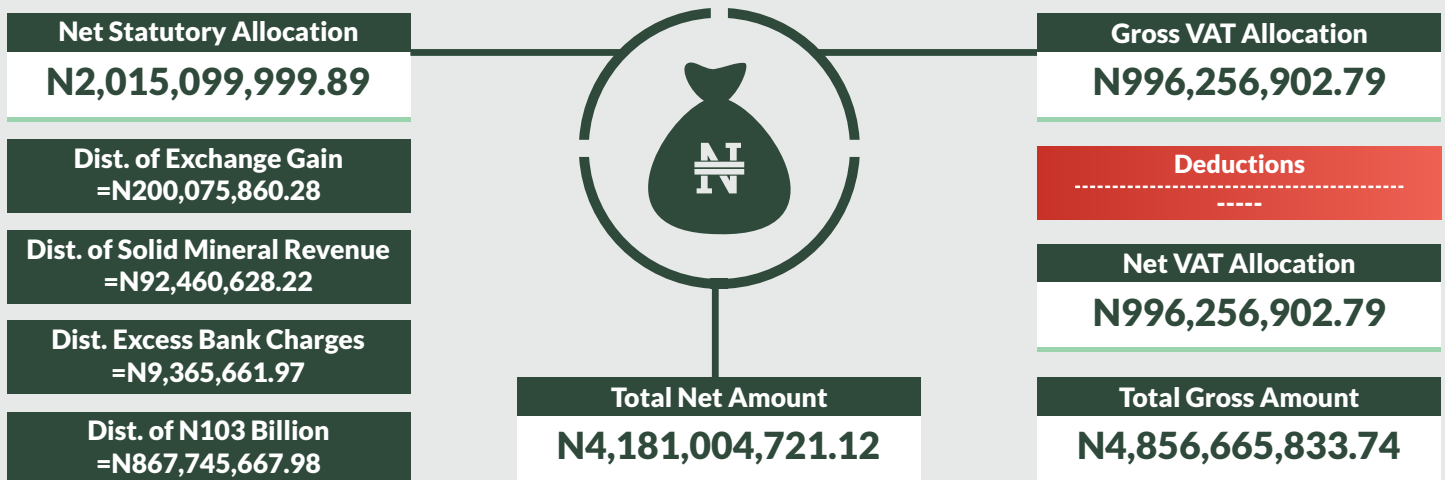 Net Statutory Allocation
N2,015,099,999.89
Dist. of Exchange Gain
=N200,075,860.28
Dist. of Solid Mineral Revenue
=N92,460,628.22
Dist. Excess Bank Charges
=N9,365,661.97
Dist. of N103 Billion
=N867,745,667.98
₦
Total Net Amount
N4,181,004,721.12
Gross VAT Allocation
N996,256,902.79
Deductions
--------------------------------------------
-----
Net VAT Allocation
N996,256,902.79
Total Gross Amount
N4,856,665,833.74